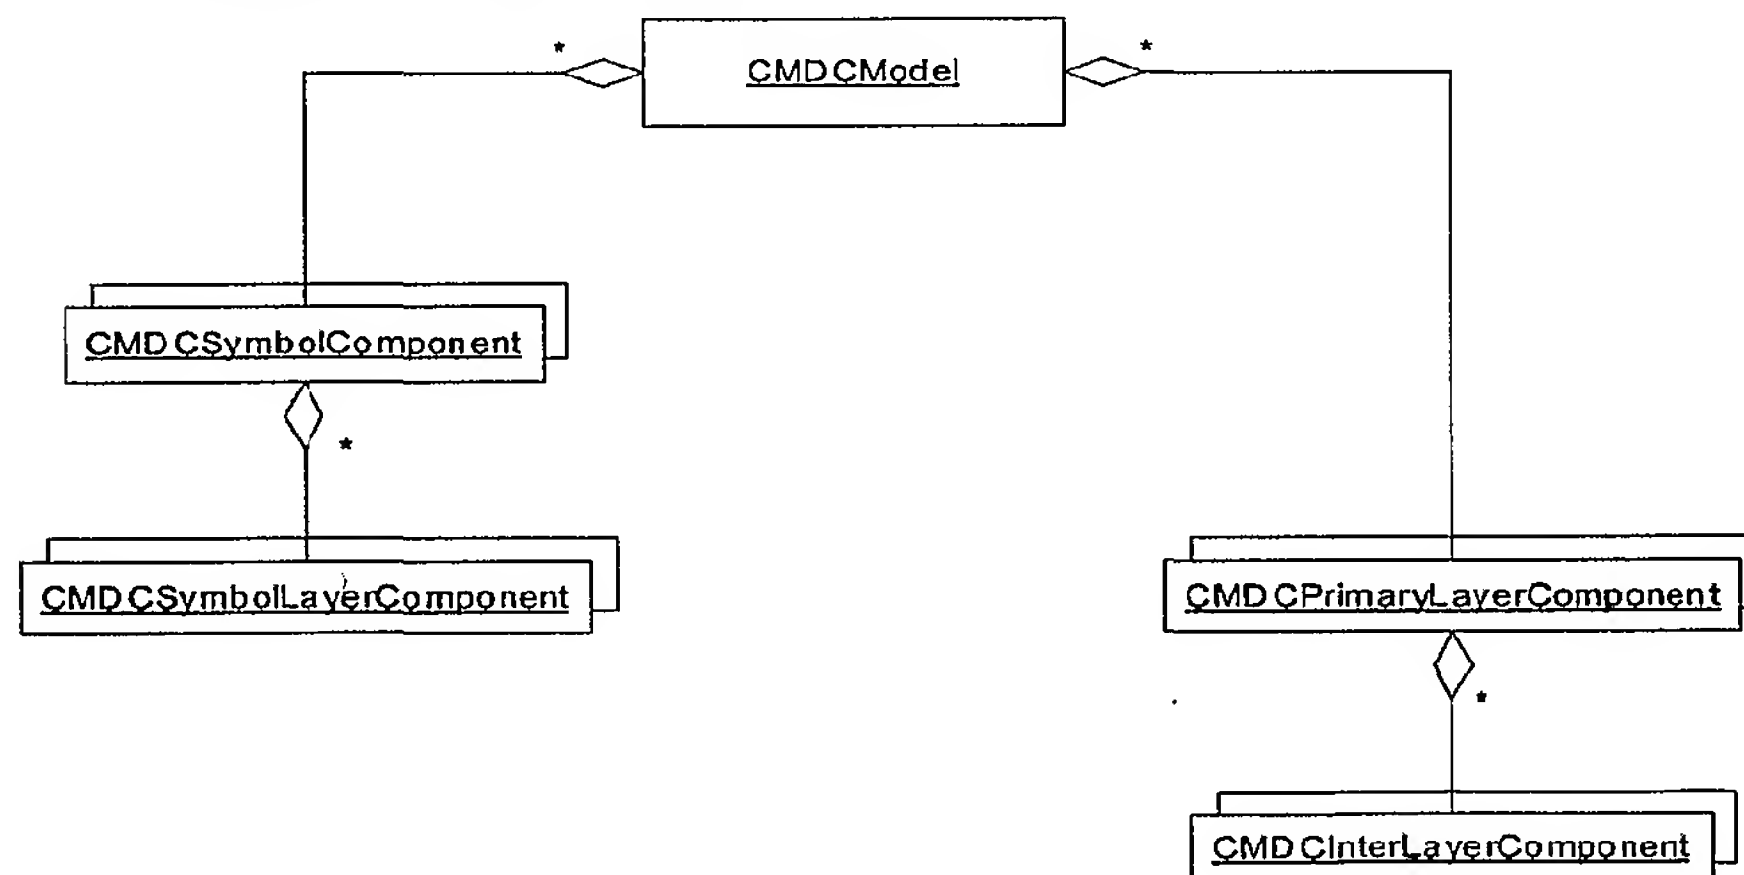 * CMDCModel *
CMDCSymbolComponent
*
CMDCSymbolLayerComponent
CMDCPrimaryLayerComponent
*
CMDCInterLayerComponent